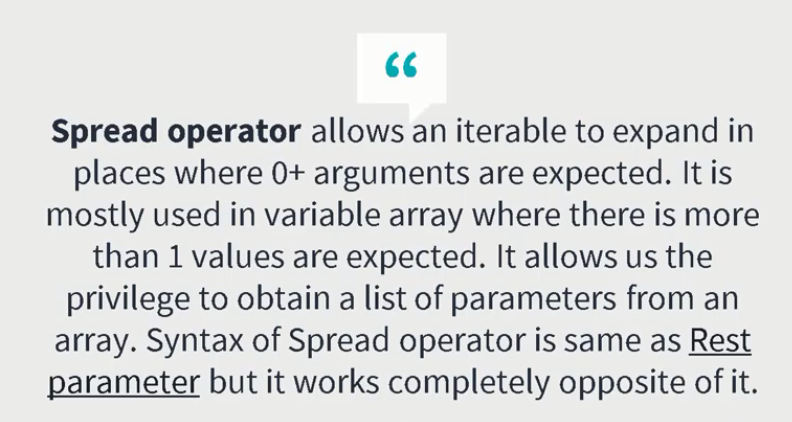 “
Spread operator allows an iterable to expand in
places where 0+ arguments are expected. It is
mostly used in variable array where there is more
than 1 values are expected. It allows us the
privilege to obtain a list of parameters from an
array. Syntax of Spread operator is same as Rest
parameter but it works completely opposite of it.